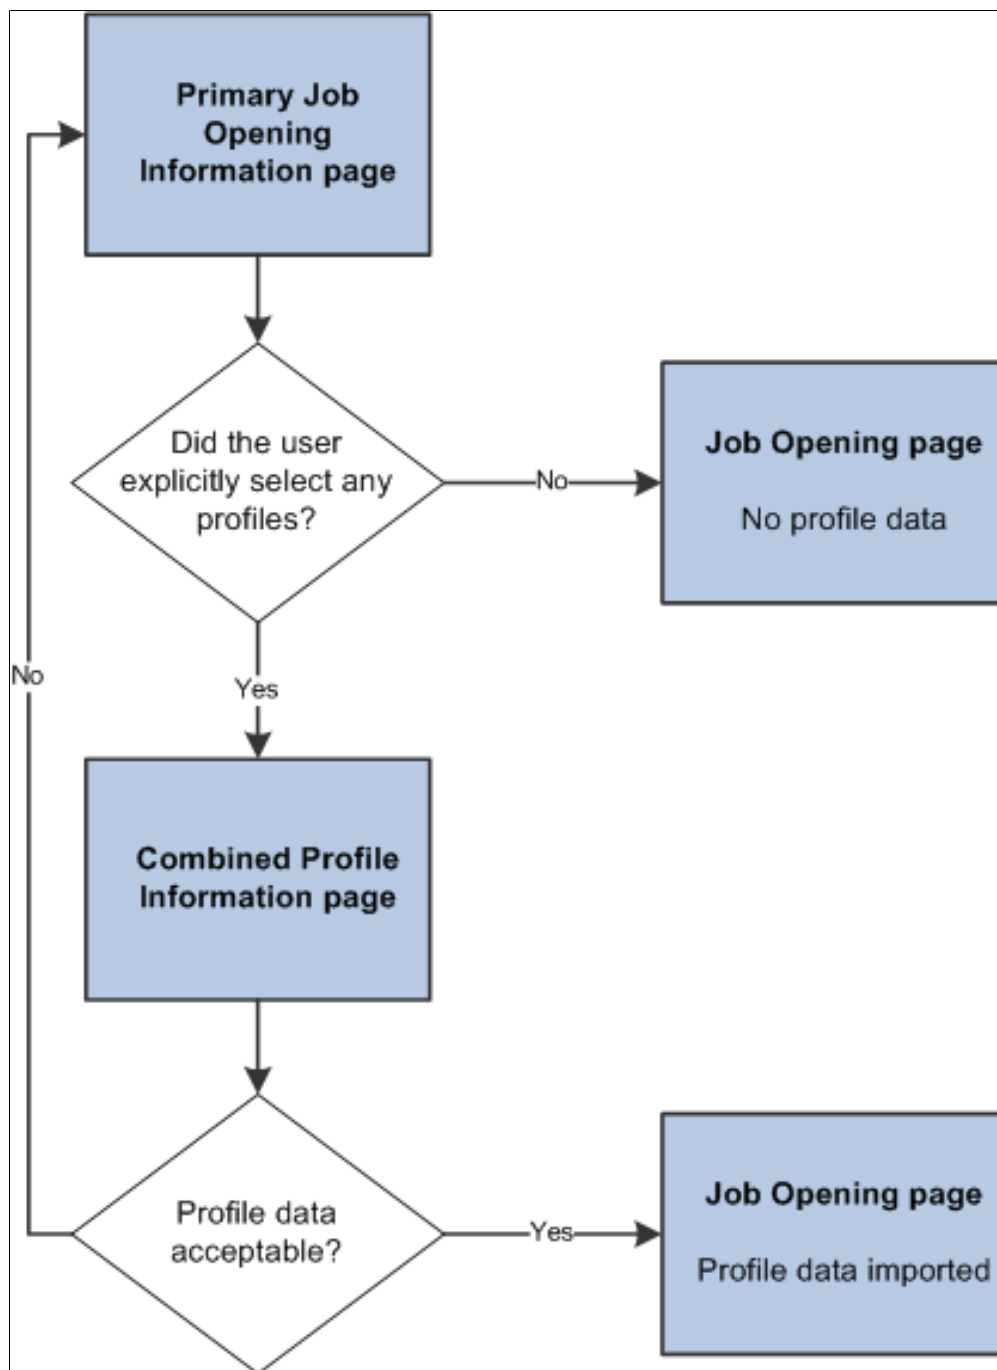 Primary Job
Opening
Information page
Did the user
explicitly select any
profiles?
No
Job Opening page
No profile data
No
Yes
Combined Profile
Information page
Profile data
acceptable?
Yes
Job Opening page
Profile data imported